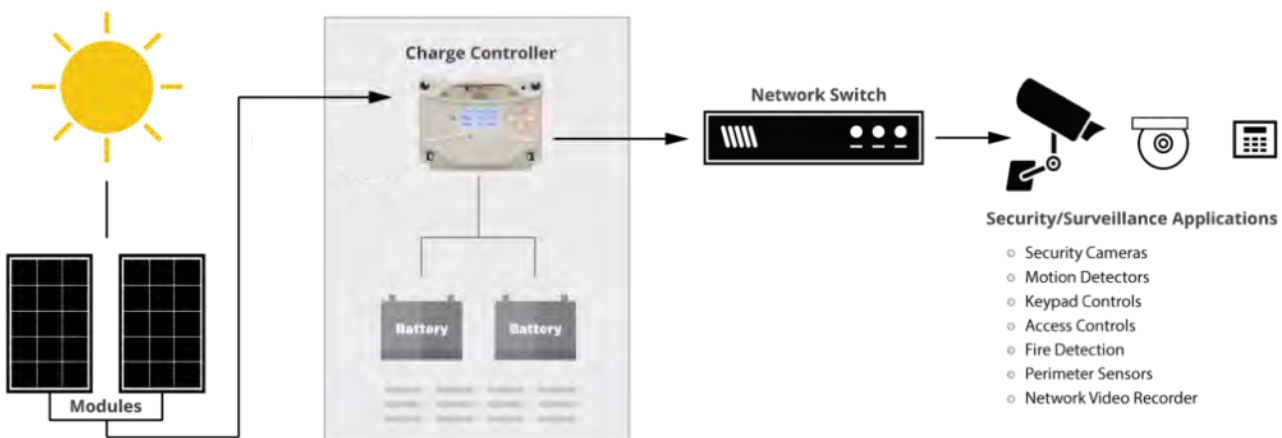 Charge Controller
Network Switch
Battery
Battery
Modules
Security/Surveillance Applications
Security Cameras
Motion Detectors
Keypad Controls
Access Controls
Fire Detection
Perimeter Sensors
Network Video Recorder